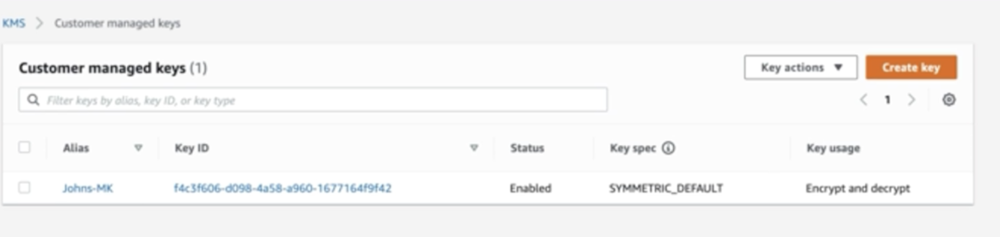 KMS > Customer managed keys
Customer managed keys (1)
Key actions
Create key
Filter keys by alias, key ID, or key type
1
Alias Key ID Status Key spec Key usage
Johns-MK f4c3f606-d098-4a58-a960-1677164f9f42 Enabled SYMMETRIC_DEFAULT Encrypt and decrypt